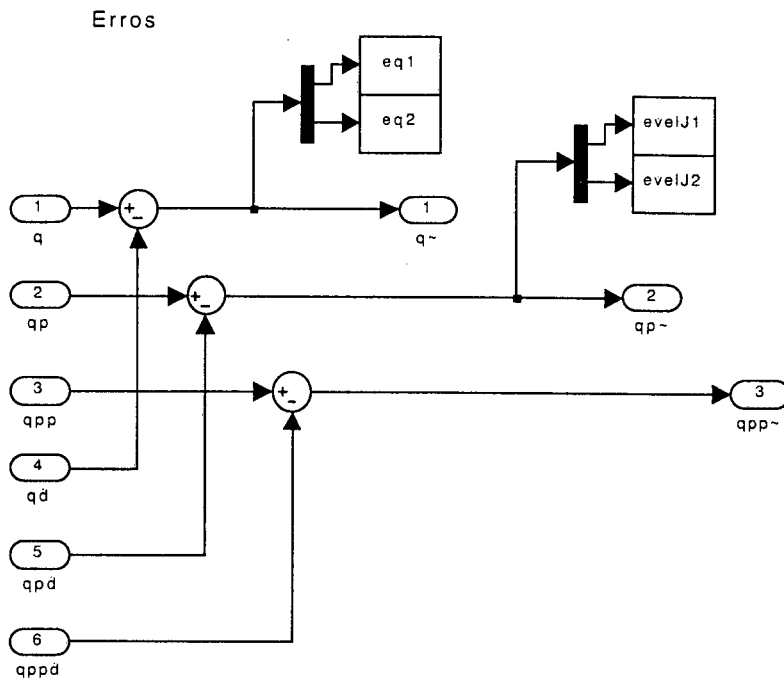 Erros
eq1
eq2
evelJ1
evelJ2
1
q
+
-
1
q~
2
qp
+
-
2
qp~
3
qpp
+
-
3
qpp~
4
qd
5
qpd
6
qppd